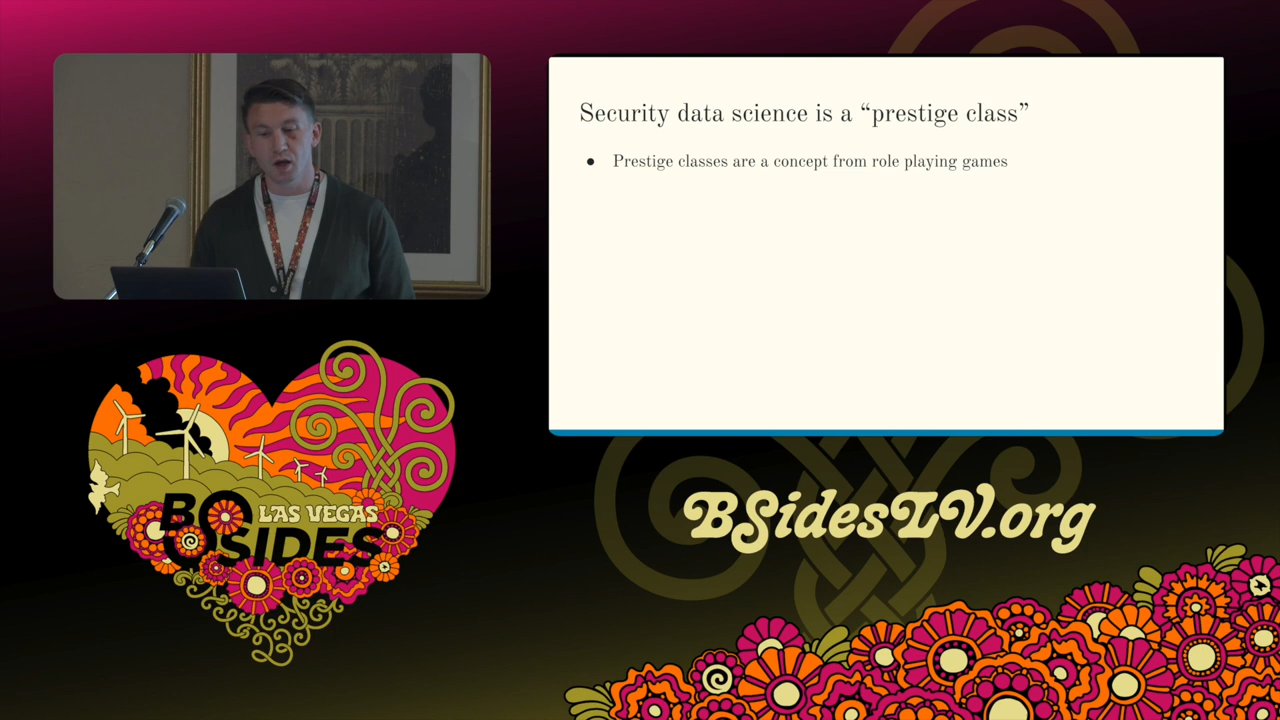 Security data science is a “prestige class”
● Prestige classes are a concept from role playing games
BSidesLV.org
LAS VEGAS
BSIDES